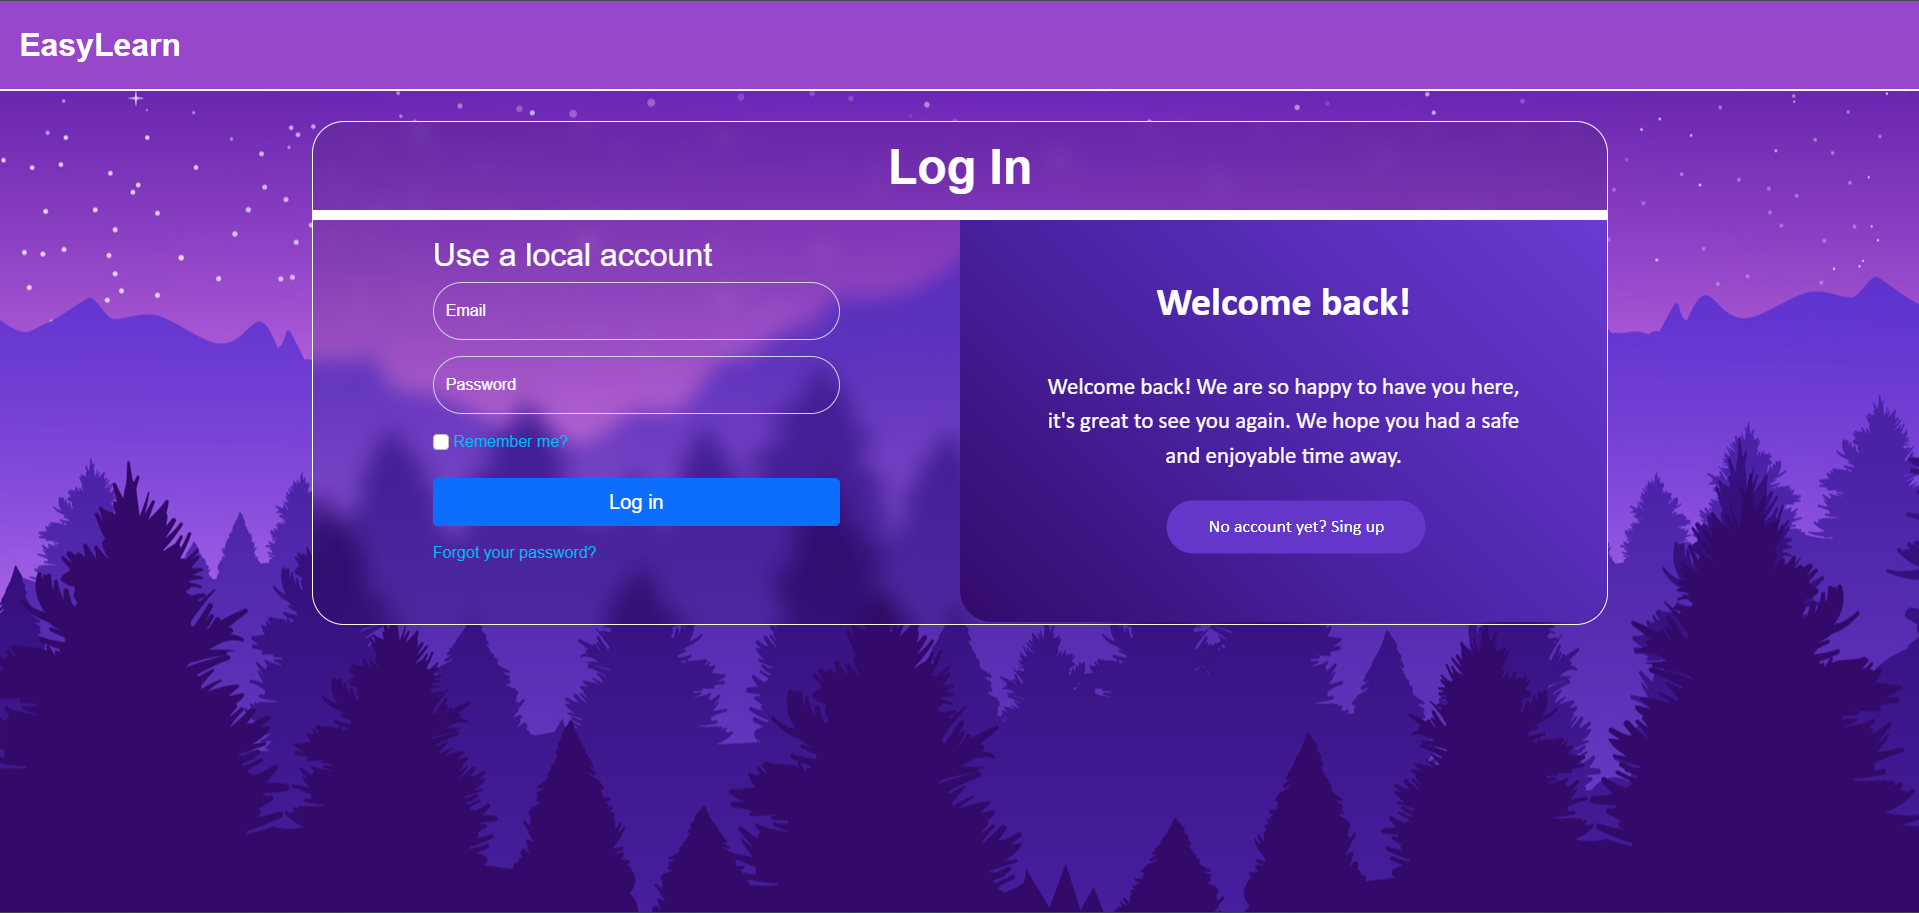 EasyLearn
Log In
Use a local account
Email
Password
Remember me?
Log in
Forgot your password?
Welcome back!
Welcome back! We are so happy to have you here,
it's great to see you again. We hope you had a safe
and enjoyable time away.
No account yet? Sing up